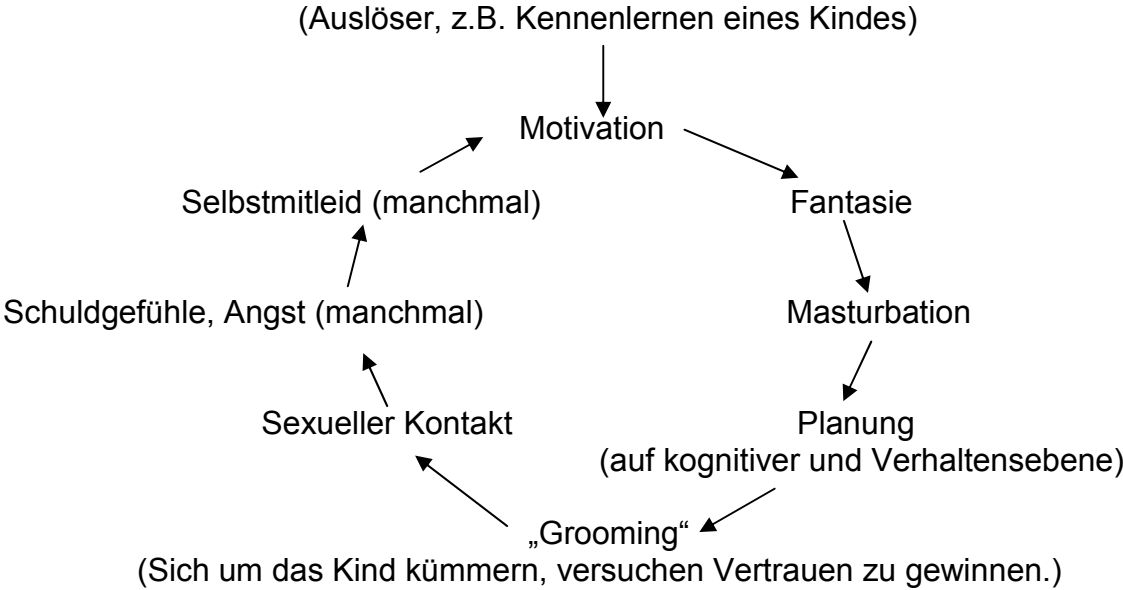 (Auslöser, z.B. Kennenlernen eines Kindes)
Motivation
Selbstmitleid (manchmal)
Fantasie
Schuldgefühle, Angst (manchmal)
Masturbation
Sexueller Kontakt
Planung
(auf kognitiver und Verhaltensebene)
„Grooming“
(Sich um das Kind kümmern, versuchen Vertrauen zu gewinnen.)